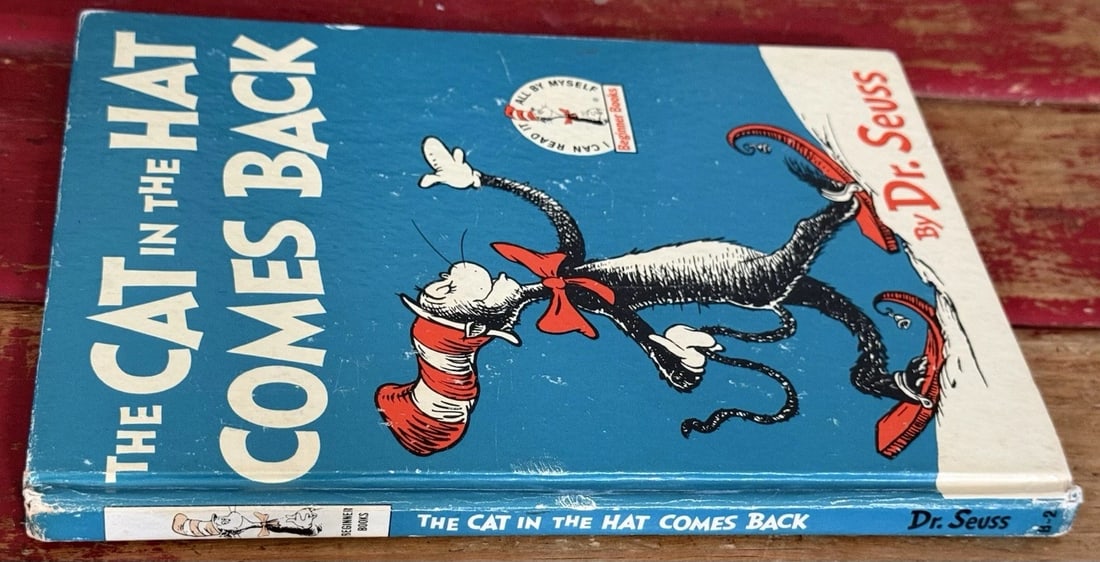 THE CAT IN THE HAT
COMES BACK
I CAN READ IT ALL BY MYSELF
Beginner Books
By Dr. Seuss
BEGINNER
BOOKS
THE CAT IN THE HAT COMES BACK
Dr. Seuss
B-2